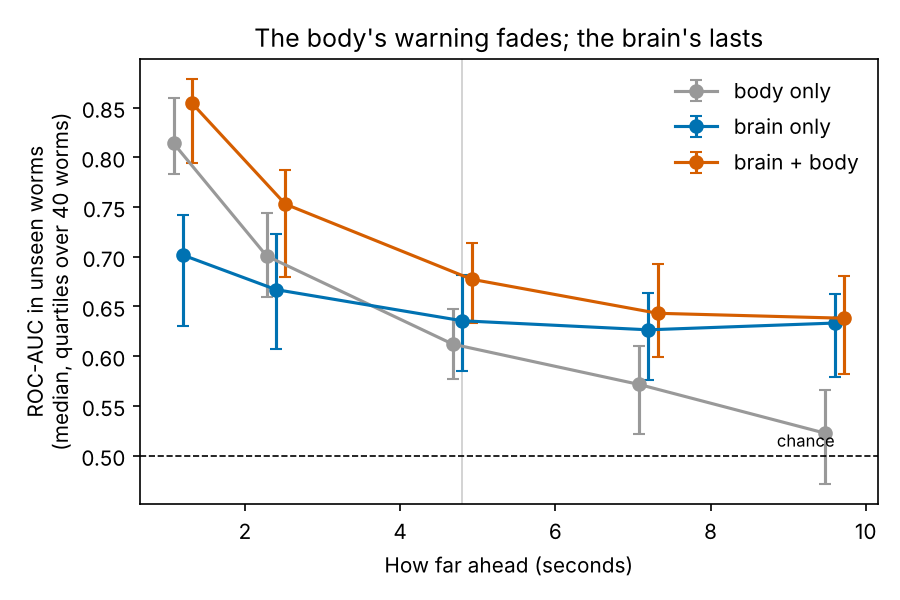 The body's warning fades; the brain's lasts
ROC-AUC in unseen worms
(median, quartiles over 40 worms)
0.85
0.80
0.75
0.70
0.65
0.60
0.55
0.50
body only
brain only
brain + body
chance
2
4
6
8
10
How far ahead (seconds)